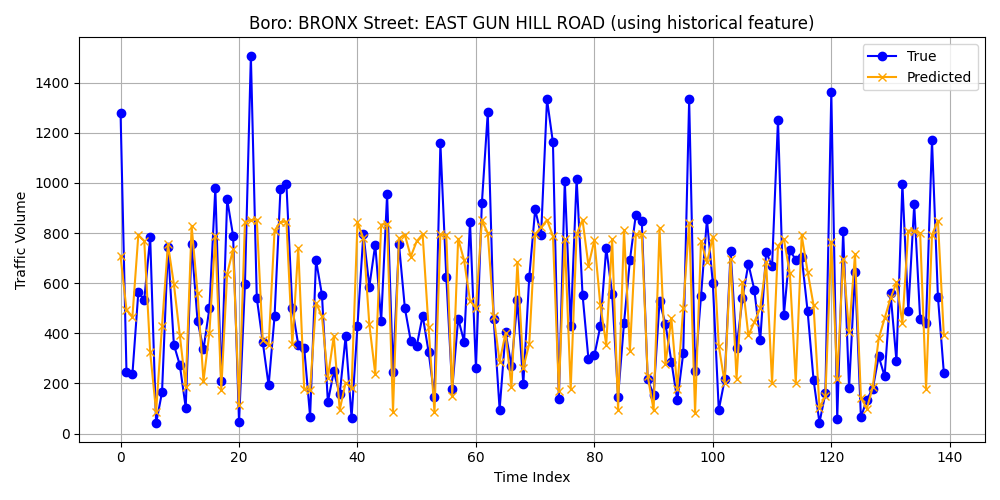 Boro: BRONX Street: EAST GUN HILL ROAD (using historical feature)
True
Predicted
Traffic Volume
1400
1200
1000
800
600
400
200
0
0 20 40 60 80 100 120 140
Time Index